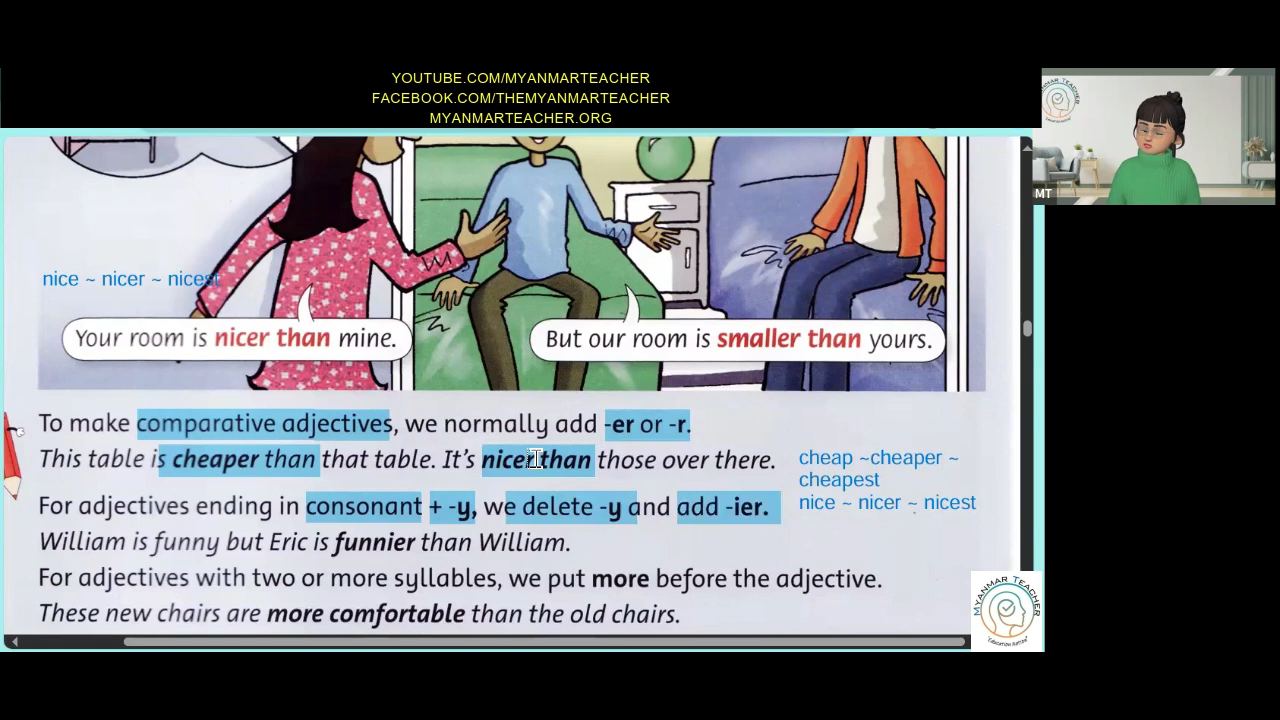 YOUTUBE.COM/MYANMARTEACHER
FACEBOOK.COM/THEMYANMARTEACHER
MYANMARTEACHER.ORG
MT
nice ~ nicer ~ nicest
Your room is nicer than mine.
But our room is smaller than yours.
To make comparative adjectives, we normally add -er or -r.
This table is cheaper than that table. It's nicer than those over there.
cheap ~cheaper ~
cheapest
nice ~ nicer ~ nicest
For adjectives ending in consonant + -y, we delete -y and add -ier.
William is funny but Eric is funnier than William.
For adjectives with two or more syllables, we put more before the adjective.
These new chairs are more comfortable than the old chairs.
MYANMAR TEACHER